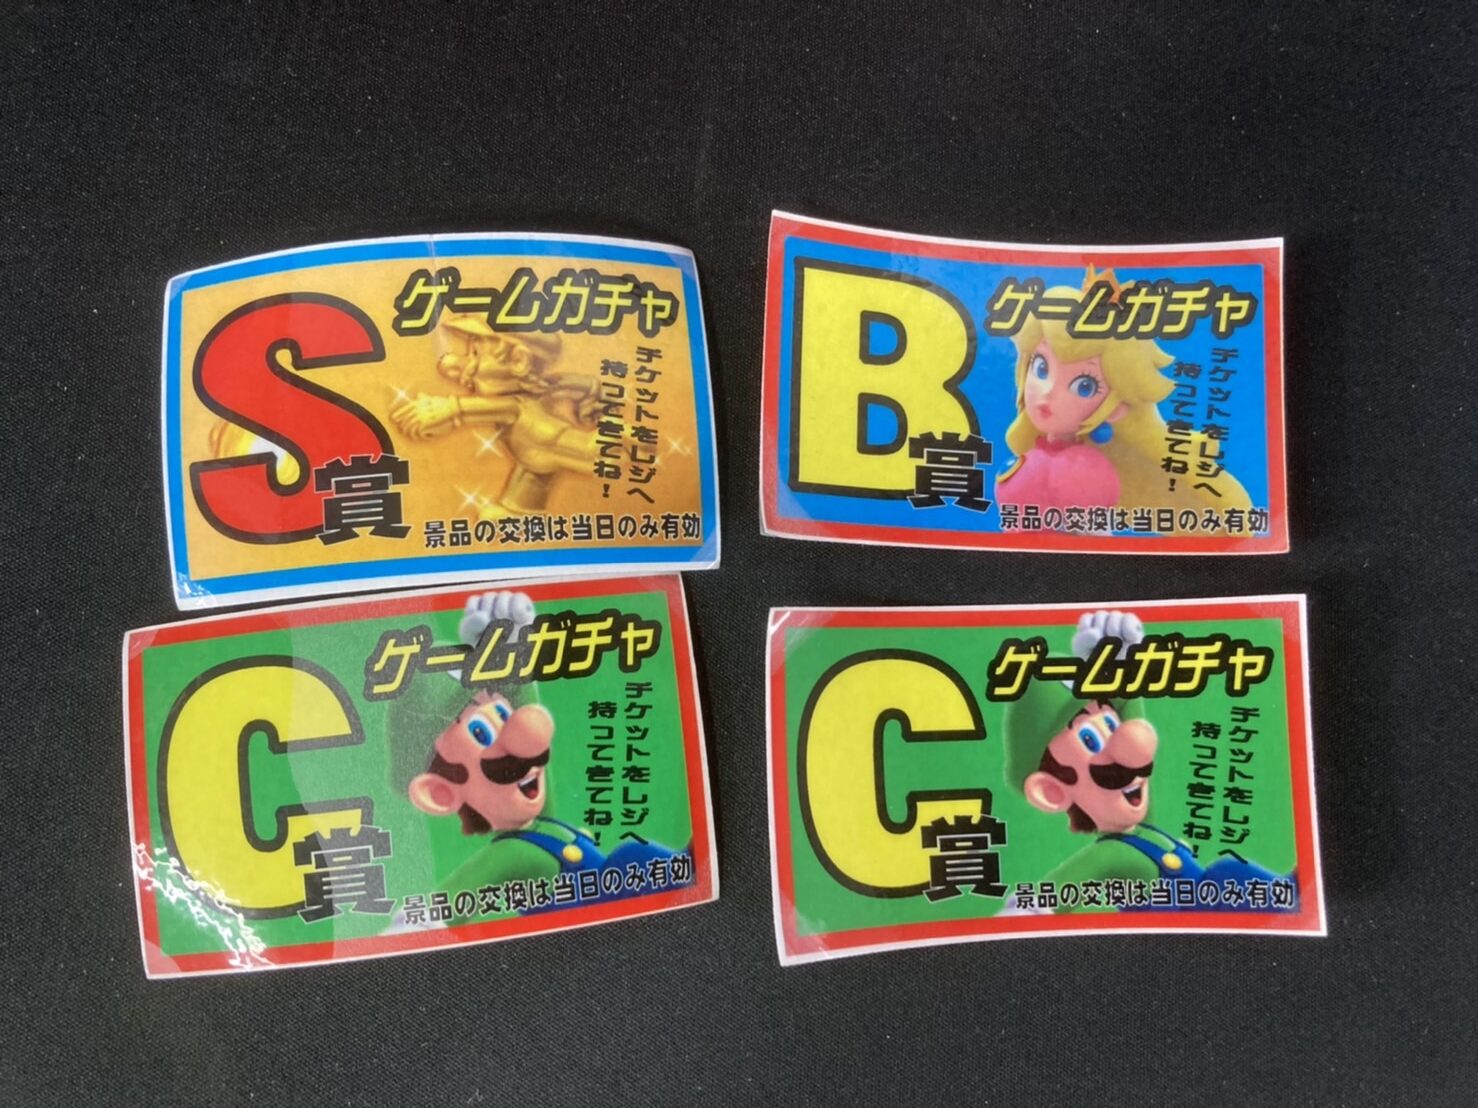 S賞
ゲームガチャ
チケットをレジへ
持ってきてね!
景品の交換は当日のみ有効
B賞
ゲームガチャ
チケットをレジへ
持ってきてね!
景品の交換は当日のみ有効
C賞
ゲームガチャ
チケットをレジへ
持ってきてね!
景品の交換は当日のみ有効
C賞
ゲームガチャ
チケットをレジへ
持ってきてね!
景品の交換は当日のみ有効